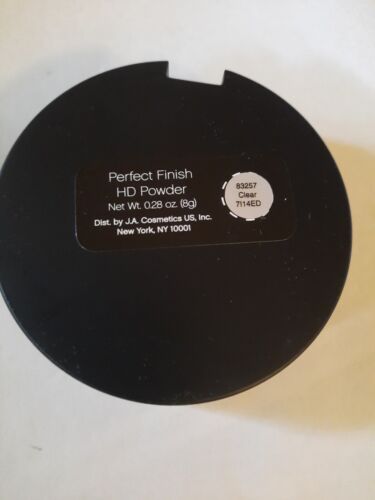 Perfect Finish
HD Powder
Net Wt. 0.28 oz. (8g)
Dist. by J.A. Cosmetics US, Inc.
New York, NY 10001
83257
Clear
7I14ED